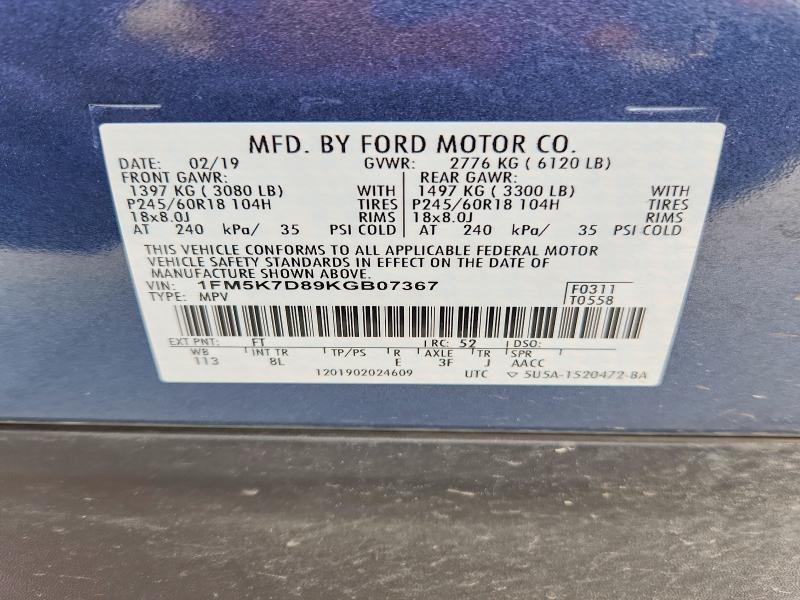 MFD. BY FORD MOTOR CO.
DATE: 02/19 GVWR: 2776 KG ( 6120 LB)
FRONT GAWR: REAR GAWR:
1397 KG ( 3080 LB) WITH 1497 KG ( 3300 LB) WITH
P245/60R18 104H TIRES P245/60R18 104H TIRES
18x8.0J RIMS 18x8.0J RIMS
AT 240 kPa/ 35 PSI COLD AT 240 kPa/ 35 PSI COLD
THIS VEHICLE CONFORMS TO ALL APPLICABLE FEDERAL MOTOR
VEHICLE SAFETY STANDARDS IN EFFECT ON THE DATE OF
MANUFACTURE SHOWN ABOVE.
VIN: 1FM5K7D89KGB07367 F0311
TYPE: MPV T0558
EXT PNT: FT RC: 52 DSO:
WB INT TR TP/PS R AXLE TR SPR
113 8L E 3F J AACC
1201902024609 UTC ▽ 5U5A-1520472-BA